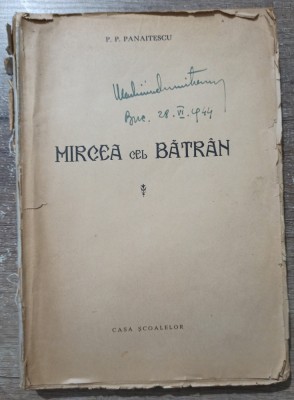 P. P. PANAITESCU
Buc. 28.VI.944
MIRCEA CEL BĂTRÂN
CASA ȘCOALELOR